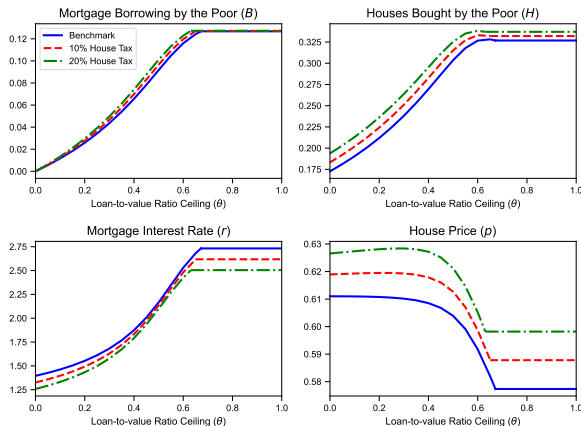 Mortgage Borrowing by the Poor (B)
0.12
0.10
0.08
0.06
0.04
0.02
0.00
Benchmark
10% House Tax
20% House Tax
0.0 0.2 0.4 0.6 0.8 1.0
Loan-to-value Ratio Ceiling (θ)
Houses Bought by the Poor (H)
0.325
0.300
0.275
0.250
0.225
0.200
0.175
0.0 0.2 0.4 0.6 0.8 1.0
Loan-to-value Ratio Ceiling (θ)
Mortgage Interest Rate (r)
2.75
2.50
2.25
2.00
1.75
1.50
1.25
0.0 0.2 0.4 0.6 0.8 1.0
Loan-to-value Ratio Ceiling (θ)
House Price (p)
0.63
0.62
0.61
0.60
0.59
0.58
0.0 0.2 0.4 0.6 0.8 1.0
Loan-to-value Ratio Ceiling (θ)